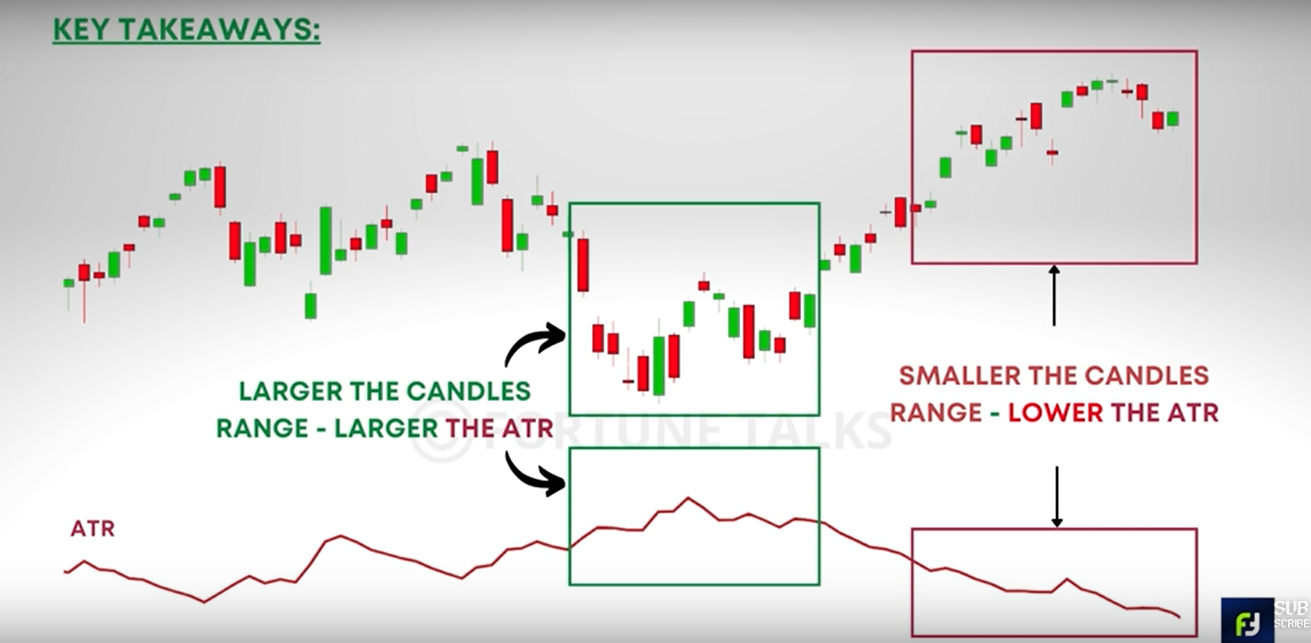 KEY TAKEAWAYS:
LARGER THE CANDLES
RANGE - LARGER THE ATR
SMALLER THE CANDLES
RANGE - LOWER THE ATR
©FORTUNE TALKS
ATR
SUB
SCRIBE